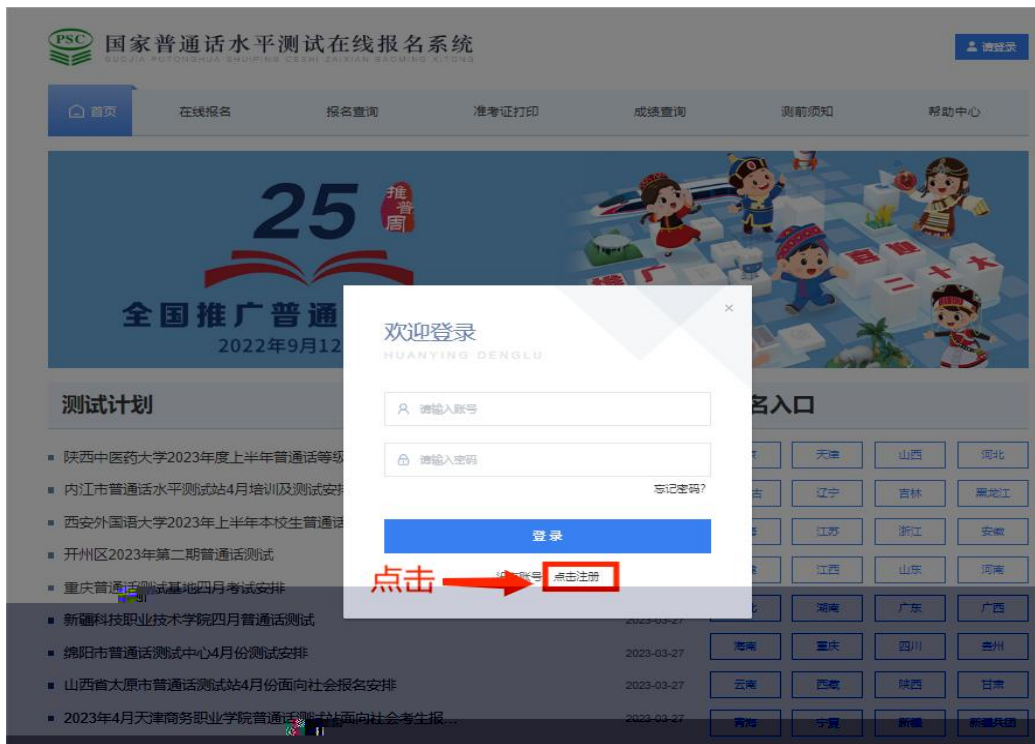 PSC
国家普通话水平测试在线报名系统
GUOJIA PUTONGHUA SHUIPING CESHI ZAIXIAN BAOMING XITONG
请登录
首页 在线报名 报名查询 准考证打印 成绩查询 测前须知 帮助中心
25 推普周
全国推广普通
2022年9月12
推广
喜迎
二十大
欢迎登录
HUANYING DENGLU
×
请输入账号
请输入密码
忘记密码?
登录
点击
点击注册
测试计划
名入口
陕西中医药大学2023年度上半年普通话等级
内江市普通话水平测试站4月培训及测试安排
西安外国语大学2023年上半年本校生普通话
开州区2023年第二期普通话测试
重庆普通话测试基地四月考试安排
新疆科技职业技术学院四月普通话测试 2023-03-27
绵阳市普通话测试中心4月份测试安排 2023-03-27
山西省太原市普通话测试站4月份面向社会报名安排 2023-03-27
2023年4月天津商务职业学院普通话测试站面向社会考生报... 2023-03-27
天津 山西 河北
辽宁 吉林 黑龙江
江苏 浙江 安徽
江西 山东 河南
湖南 广东 广西
海南 重庆 四川 贵州
云南 西藏 陕西 甘肃
青海 宁夏 新疆 新疆兵团